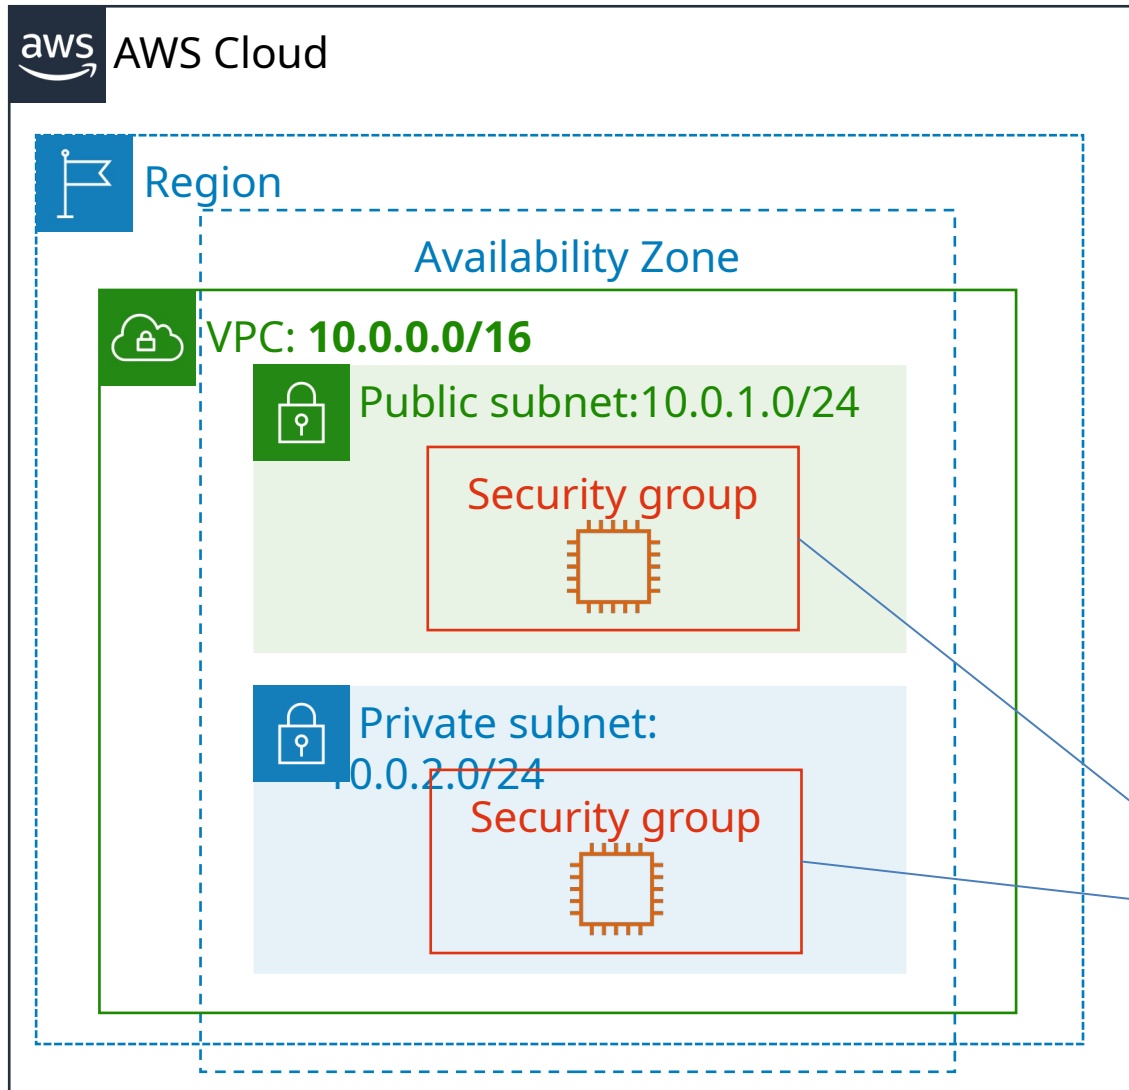 aws
AWS Cloud
Region
Availability Zone
VPC: 10.0.0.0/16
Public subnet:10.0.1.0/24
Security group
Private subnet:
10.0.2.0/24
Security group